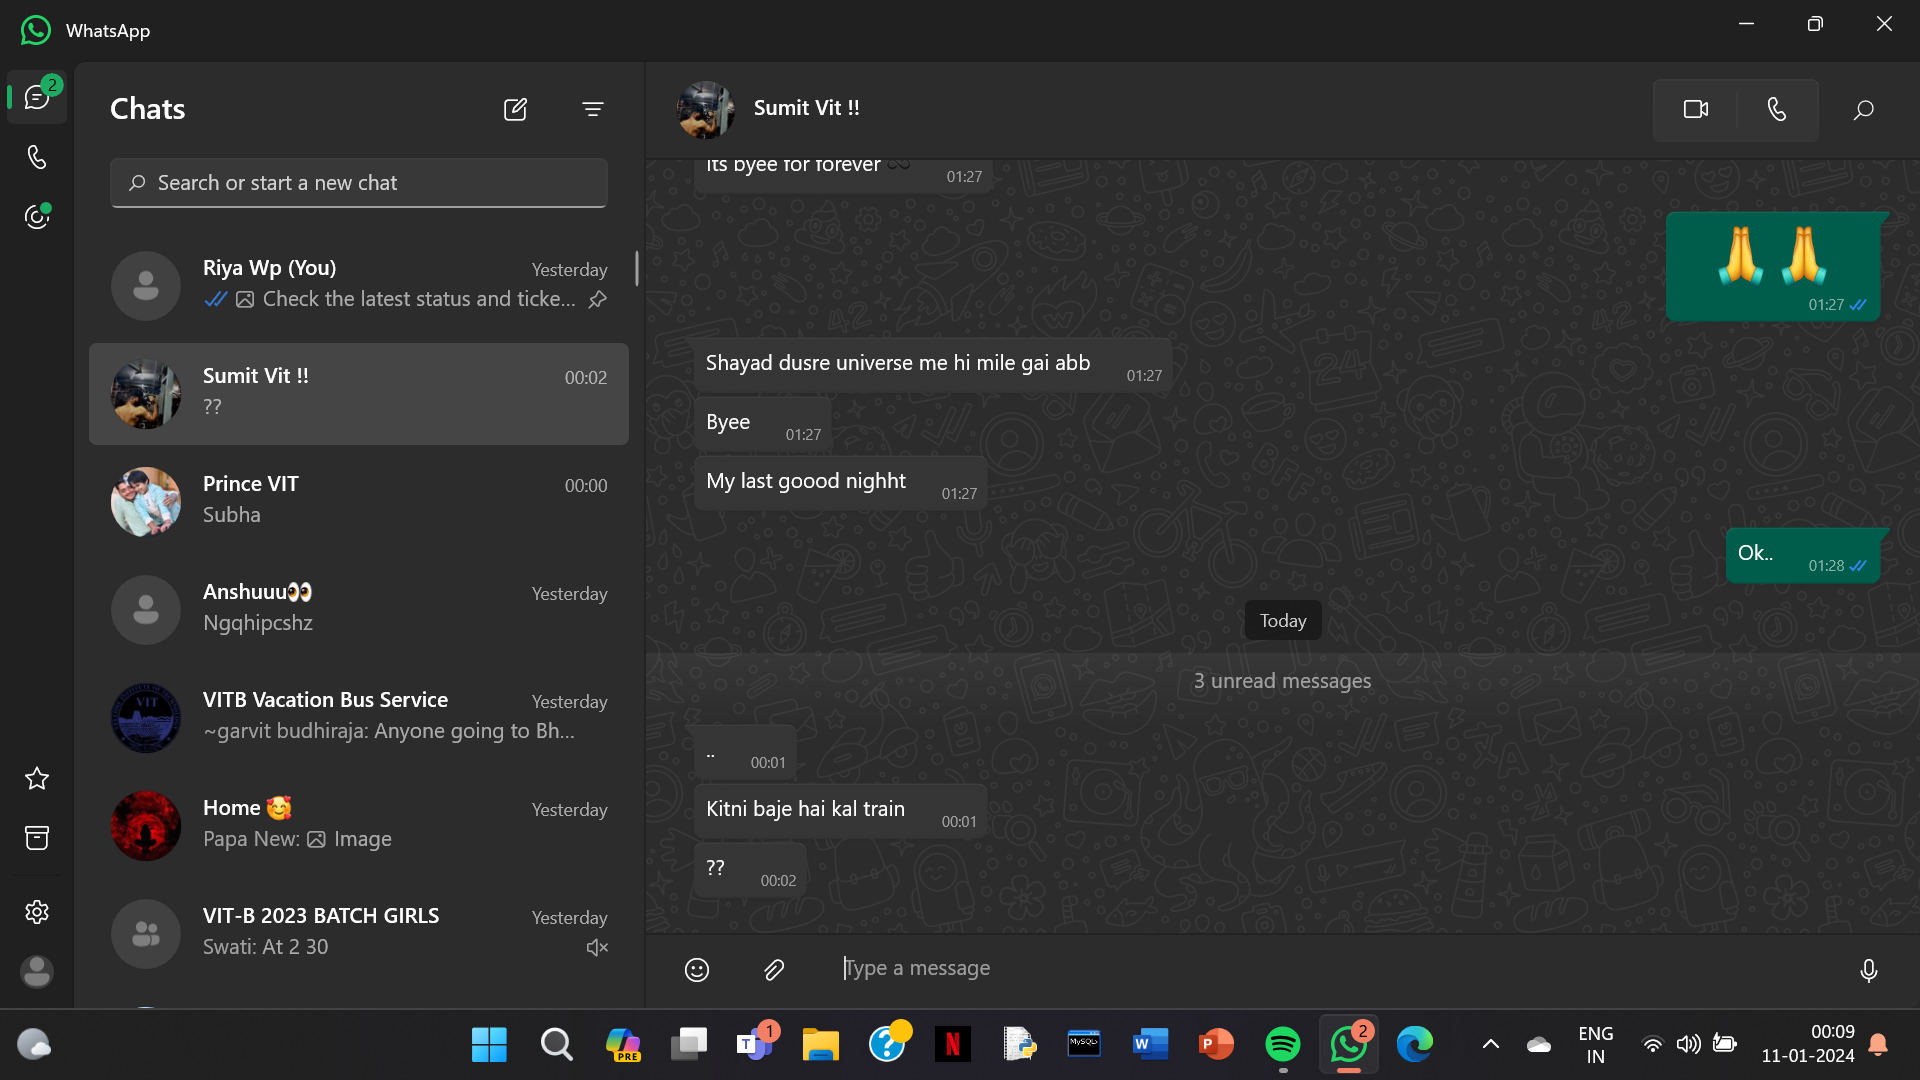 WhatsApp
2
Chats
Search or start a new chat
Riya Wp (You)
Yesterday
Check the latest status and ticke...
Sumit Vit !!
00:02
??
Prince VIT
00:00
Subha
Anshuuu👀
Yesterday
Ngqhipcshz
VITB Vacation Bus Service
Yesterday
~garvit budhiraja: Anyone going to Bh...
Home 🥰
Yesterday
Papa New: Image
VIT-B 2023 BATCH GIRLS
Yesterday
Swati: At 2 30
Sumit Vit !!
Its byee for forever
01:27
🙏 🙏
01:27
Shayad dusre universe me hi mile gai abb
01:27
Byee
01:27
My last goood nighht
01:27
Ok..
01:28
Today
3 unread messages
..
00:01
Kitni baje hai kal train
00:01
??
00:02
Type a message
PRE
T
1
?
N
MySQL
W
P
2
ENG
IN
00:09
11-01-2024